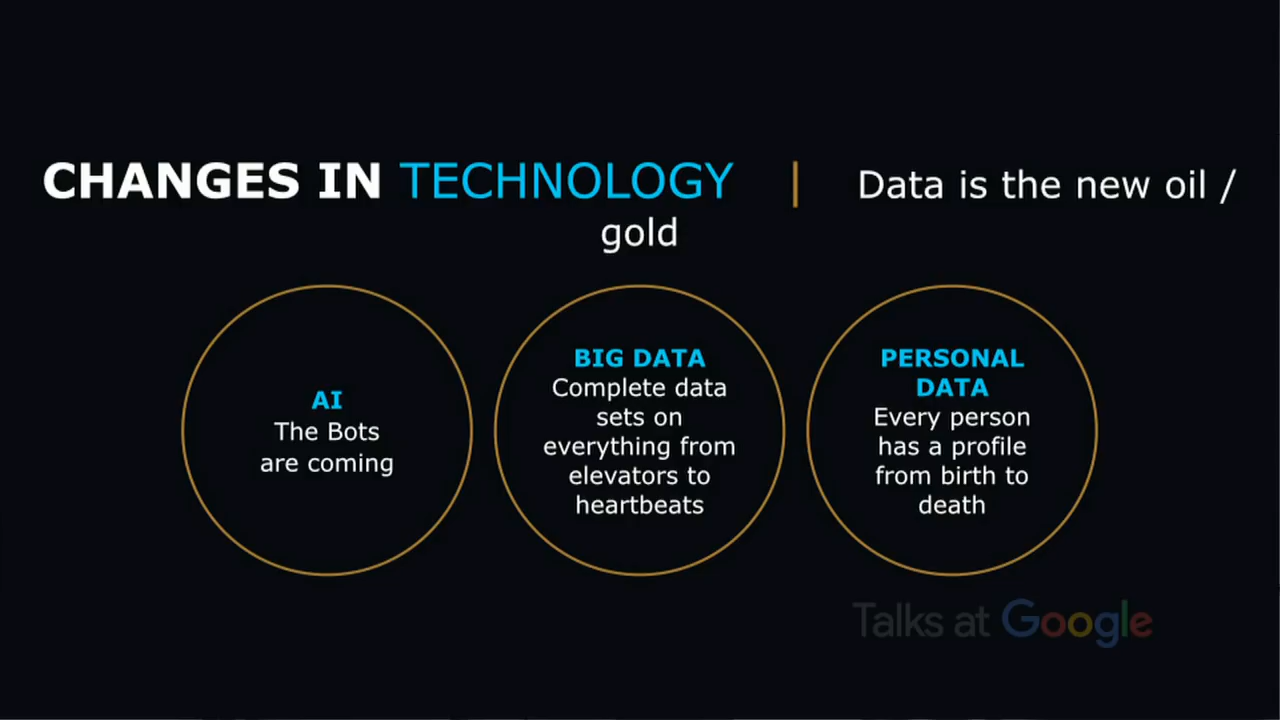 CHANGES IN TECHNOLOGY | Data is the new oil /
gold
AI
The Bots
are coming
BIG DATA
Complete data
sets on
everything from
elevators to
heartbeats
PERSONAL
DATA
Every person
has a profile
from birth to
death
Talks at Google